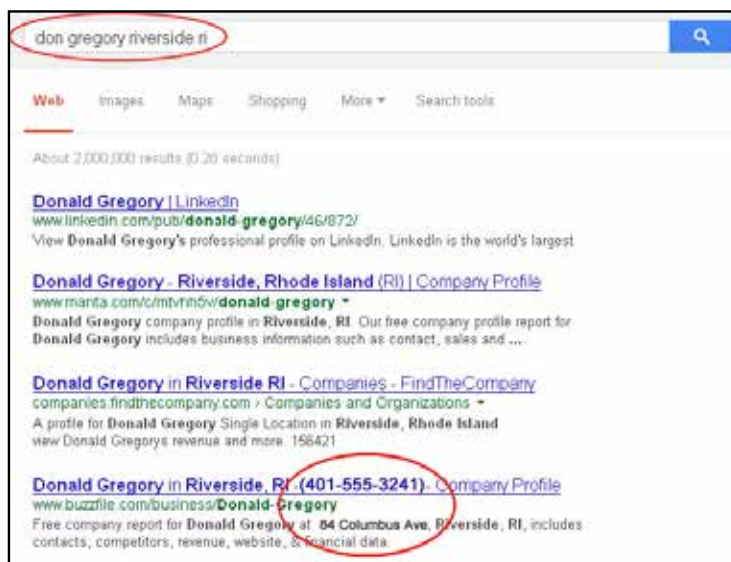 don gregory riverside ri
Web Images Maps Shopping More Search tools
About 2,000,000 results (0.26 seconds)
Donald Gregory | LinkedIn
www.linkedin.com/pub/donald-gregory/46/872/
View Donald Gregory's professional profile on LinkedIn. LinkedIn is the world's largest
Donald Gregory - Riverside, Rhode Island (RI) | Company Profile
www.manta.com/c/mtvhh5v/donald-gregory
Donald Gregory company profile in Riverside, RI. Our free company profile report for
Donald Gregory includes business information such as contact, sales and ...
Donald Gregory in Riverside RI - Companies - FindTheCompany
companies.findthecompany.com › Companies and Organizations
A profile for Donald Gregory Single Location in Riverside, Rhode Island
view Donald Gregorys revenue and more. 156421
Donald Gregory in Riverside, RI -(401-555-3241)- Company Profile
www.buzzfile.com/business/Donald-Gregory
Free company report for Donald Gregory at 84 Columbus Ave, Riverside, RI, includes
contacts, competitors, revenue, website, & financial data.